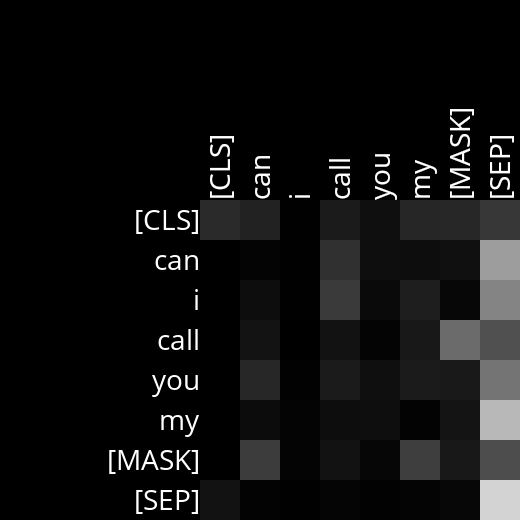 [CLS] can i call you my [MASK] [SEP]
[CLS]
can
i
call
you
my
[MASK]
[SEP]